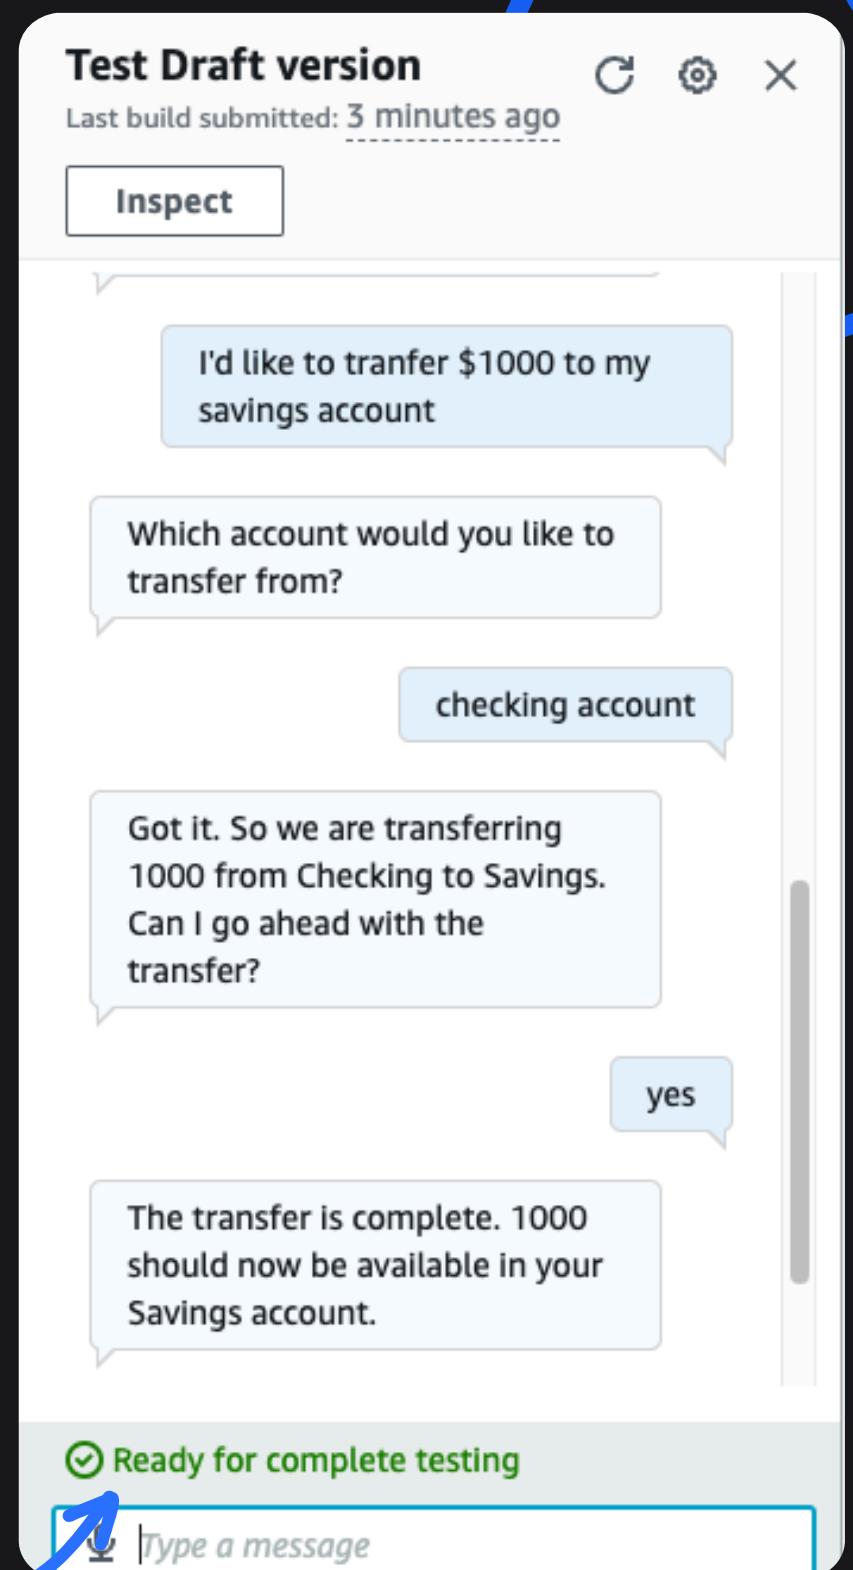 Test Draft version
Last build submitted: 3 minutes ago
Inspect
I'd like to tranfer $1000 to my
savings account
Which account would you like to
transfer from?
checking account
Got it. So we are transferring
1000 from Checking to Savings.
Can I go ahead with the
transfer?
yes
The transfer is complete. 1000
should now be available in your
Savings account.
Ready for complete testing
Type a message